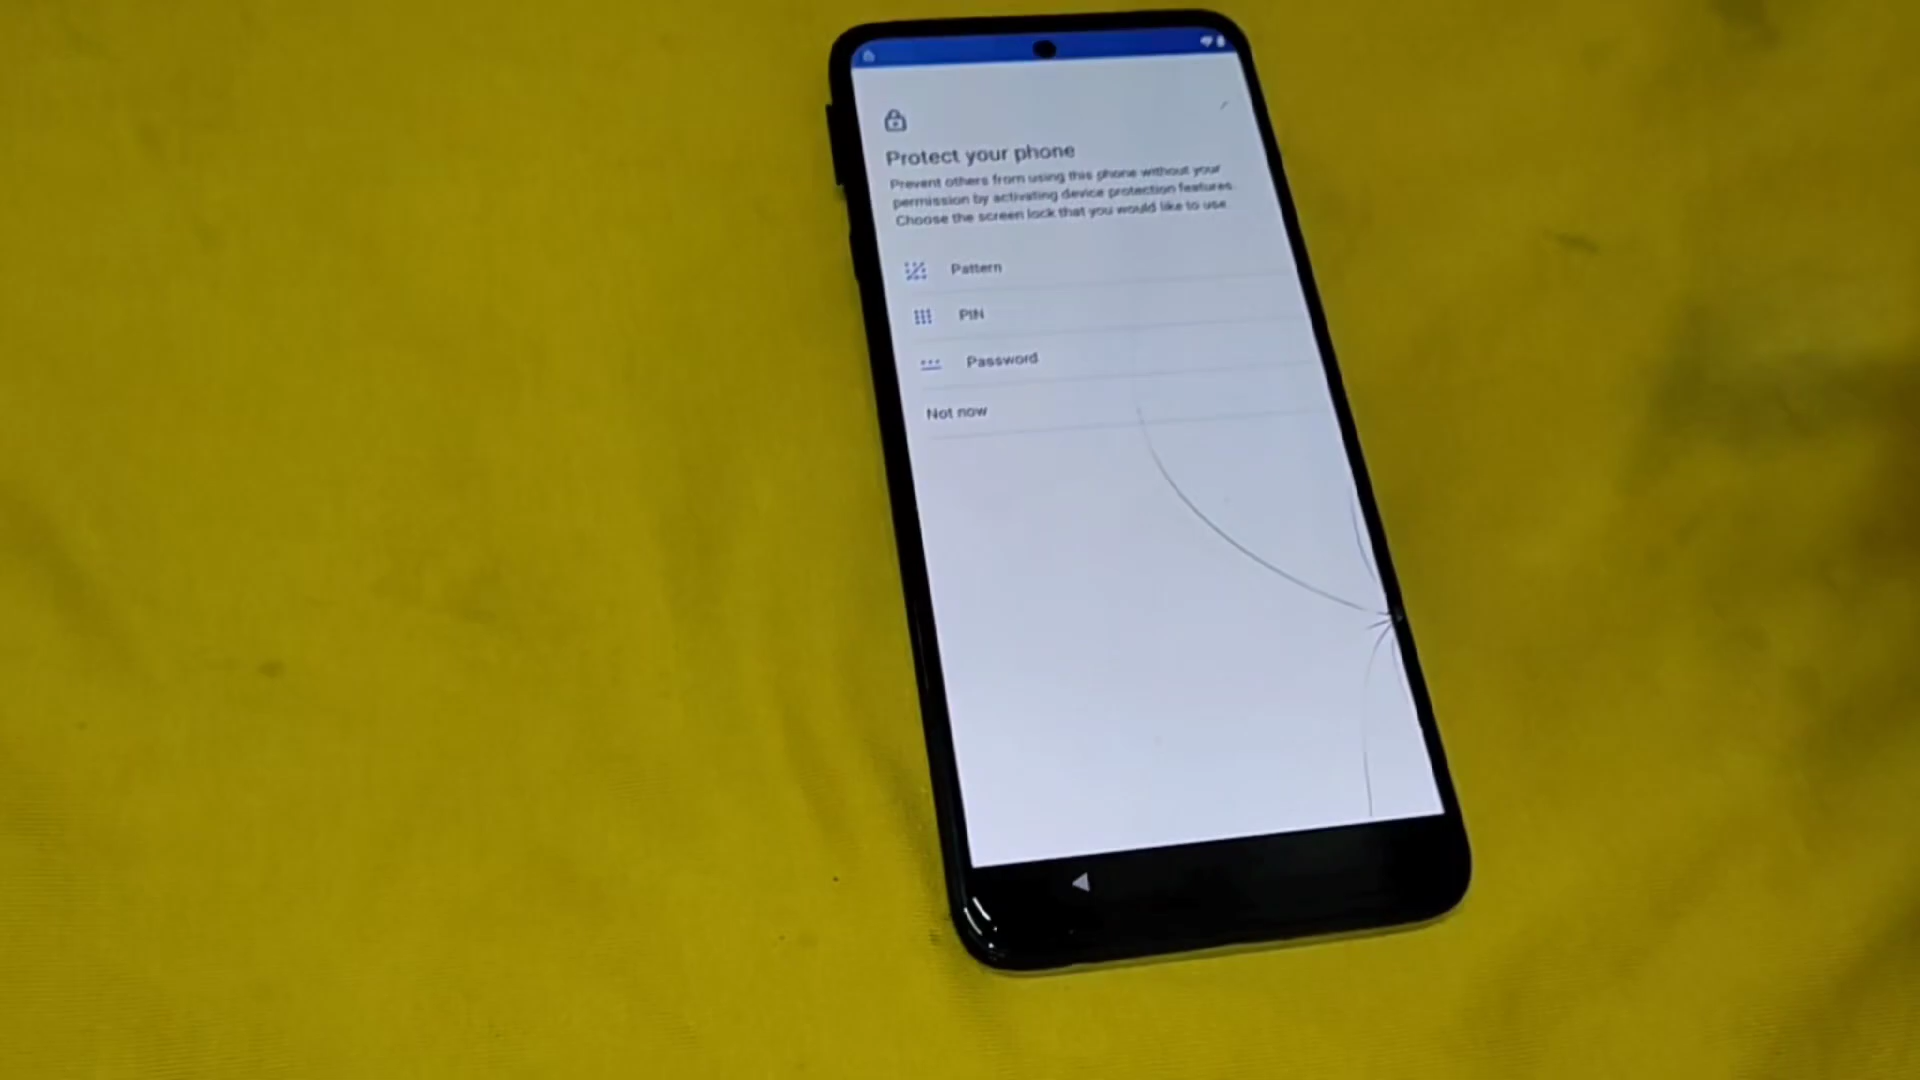 Protect your phone
Prevent others from using this phone without your
permission by activating device protection features.
Choose the screen lock that you would like to use.
Pattern
PIN
Password
Not now